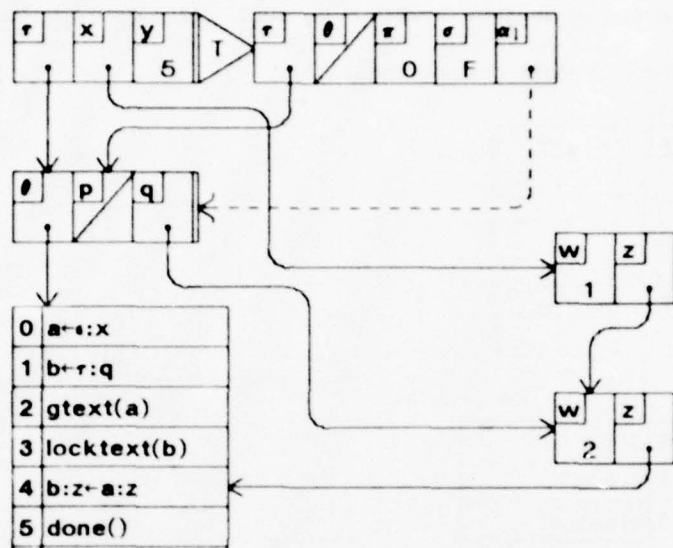 τ x y T τ θ π σ α
5 0 F
θ p q
w z
1
0 a←ϵ:x
1 b←τ:q
2 gtext(a)
w z
3 locktext(b)
2
4 b:z←a:z
5 done()